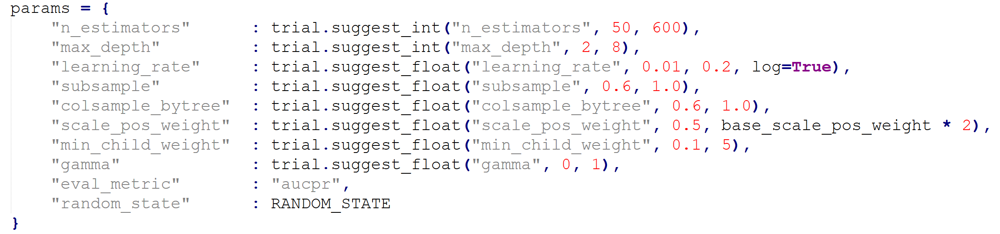 params = {
    "n_estimators"      : trial.suggest_int("n_estimators", 50, 600),
    "max_depth"         : trial.suggest_int("max_depth", 2, 8),
    "learning_rate"     : trial.suggest_float("learning_rate", 0.01, 0.2, log=True),
    "subsample"         : trial.suggest_float("subsample", 0.6, 1.0),
    "colsample_bytree"  : trial.suggest_float("colsample_bytree", 0.6, 1.0),
    "scale_pos_weight"  : trial.suggest_float("scale_pos_weight", 0.5, base_scale_pos_weight * 2),
    "min_child_weight"  : trial.suggest_float("min_child_weight", 0.1, 5),
    "gamma"             : trial.suggest_float("gamma", 0, 1),
    "eval_metric"       : "aucpr",
    "random_state"      : RANDOM_STATE
}